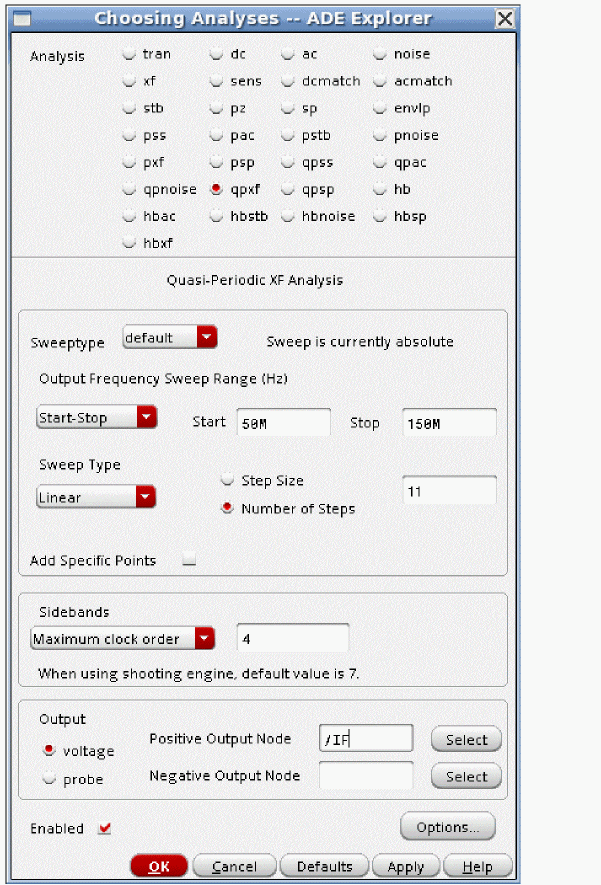 Choosing Analyses -- ADE Explorer
Analysis tran dc ac noise
xf sens dcmatch acmatch
stb pz sp envlp
pss pac pstb pnoise
pxf psp qpss qpac
qpnoise qpxf qpsp hb
hbac hbstb hbnoise hbsp
hbxf
Quasi-Periodic XF Analysis
Sweeptype default Sweep is currently absolute
Output Frequency Sweep Range (Hz)
Start-Stop Start 50M Stop 150M
Sweep Type
Linear Step Size 11
Number of Steps
Add Specific Points
Sidebands
Maximum clock order 4
When using shooting engine, default value is 7.
Output
voltage Positive Output Node /IF Select
probe Negative Output Node Select
Enabled Options...
OK Cancel Defaults Apply Help